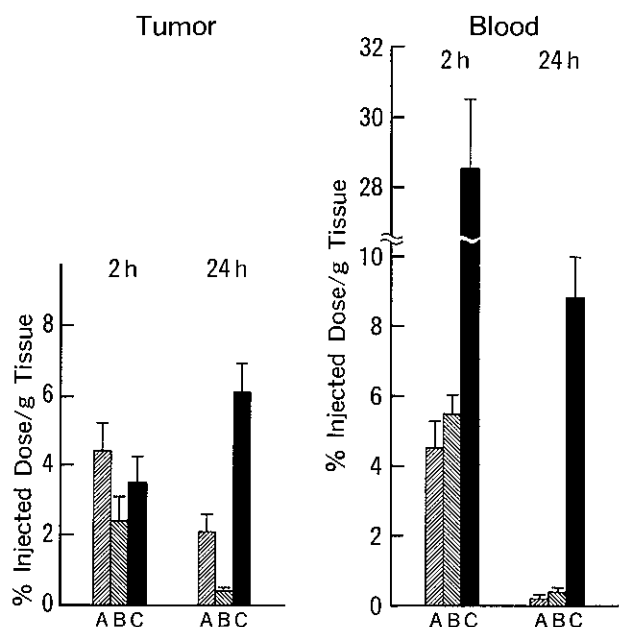 Tumor
2 h
24 h
% Injected Dose/g Tissue
8
6
4
2
0
A B C
A B C
Blood
2 h
24 h
% Injected Dose/g Tissue
32
30
28
10
8
6
4
2
0
A B C
A B C